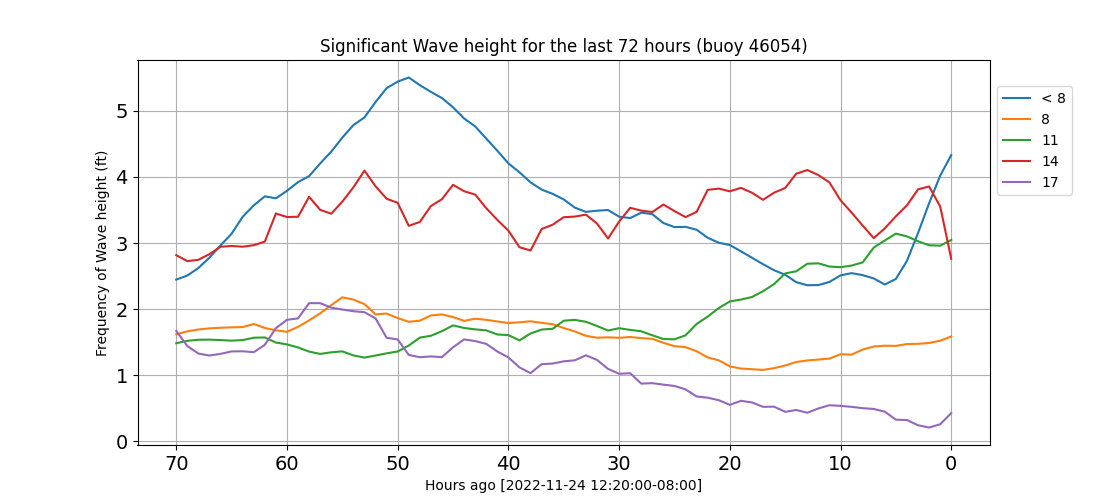 Significant Wave height for the last 72 hours (buoy 46054)
Frequency of Wave height (ft)
5
4
3
2
1
0
70 60 50 40 30 20 10 0
Hours ago [2022-11-24 12:20:00-08:00]
< 8
8
11
14
17